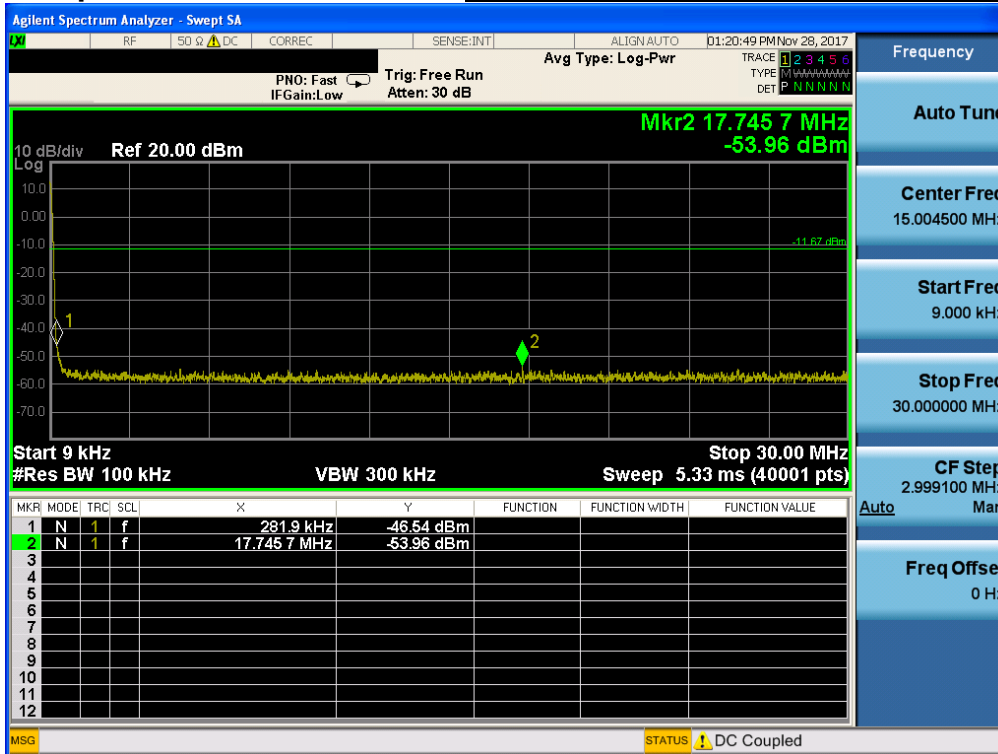 Agilent Spectrum Analyzer - Swept SA
LXI RF 50 Ω DC CORREC SENSE:INT ALIGN AUTO 01:20:49 PM Nov 28, 2017
Frequency
Avg Type: Log-Pwr
TRACE 1 2 3 4 5 6
PNO: Fast Trig: Free Run
TYPE M WWWWW
IFGain:Low Atten: 30 dB
DET P N N N N N
Auto Tune
Mkr2 17.745 7 MHz
-53.96 dBm
10 dB/div Ref 20.00 dBm
Log
10.0
0.00
-10.0
-11.67 dBm
-20.0
-30.0
-40.0
-50.0
-60.0
-70.0
1
2
Center Freq
15.004500 MHz
Start Freq
9.000 kHz
Stop Freq
30.000000 MHz
Start 9 kHz Stop 30.00 MHz
#Res BW 100 kHz VBW 300 kHz Sweep 5.33 ms (40001 pts)
CF Step
2.999100 MHz
Auto Man
MKR MODE TRC SCL X Y FUNCTION FUNCTION WIDTH FUNCTION VALUE
1 N 1 f 281.9 kHz -46.54 dBm
2 N 1 f 17.745 7 MHz -53.96 dBm
3
4
5
6
7
8
9
10
11
12
Freq Offset
0 Hz
MSG STATUS DC Coupled